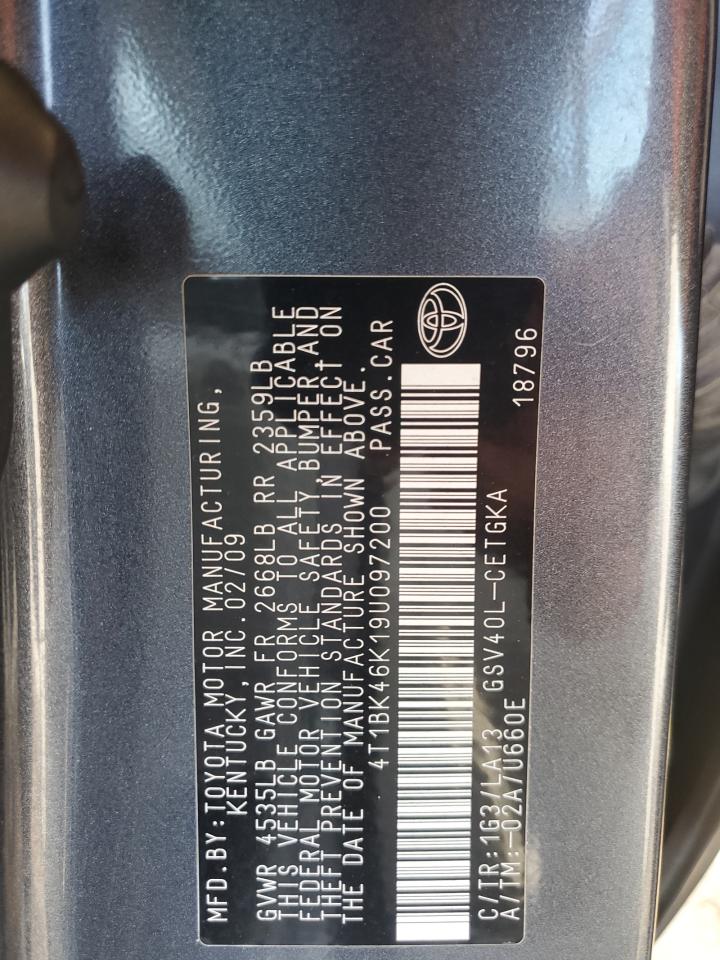 MFD.BY:TOYOTA MOTOR MANUFACTURING,
KENTUCKY,INC.02/09
GVWR 4535LB GAWR FR 2668LB RR 2359LB
THIS VEHICLE CONFORMS TO ALL APPLICABLE
FEDERAL MOTOR VEHICLE SAFETY,BUMPER,AND
THEFT PREVENTION STANDARDS IN EFFECT ON
THE DATE OF MANUFACTURE SHOWN ABOVE.
4T1BK46K19U097200 PASS.CAR
C/TR:1G3/LA13 GSV40L-CETGKA
A/TM:-02A/U660E 18796